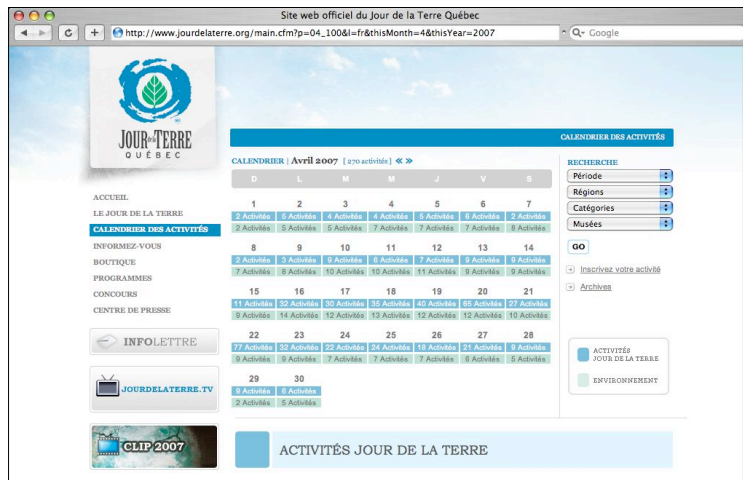 Site web officiel du Jour de la Terre Québec
http://www.jourdelaterre.org/main.cfm?p=04_100&l=fr&thisMonth=4&thisYear=2007
Google
JOUR DE LA TERRE
QUÉBEC
CALENDRIER DES ACTIVITÉS
CALENDRIER | Avril 2007 [ 270 activités ] « »
D L M M J V S
1 2 3 4 5 6 7
2 Activités 5 Activités 4 Activités 4 Activités 5 Activités 6 Activités 2 Activités
2 Activités 5 Activités 5 Activités 7 Activités 7 Activités 7 Activités 8 Activités
8 9 10 11 12 13 14
2 Activités 3 Activités 9 Activités 6 Activités 7 Activités 9 Activités 9 Activités
7 Activités 8 Activités 10 Activités 10 Activités 11 Activités 9 Activités 9 Activités
15 16 17 18 19 20 21
11 Activités 32 Activités 30 Activités 35 Activités 40 Activités 65 Activités 27 Activités
9 Activités 14 Activités 12 Activités 13 Activités 12 Activités 12 Activités 10 Activités
22 23 24 25 26 27 28
77 Activités 32 Activités 22 Activités 24 Activités 18 Activités 21 Activités 9 Activités
9 Activités 9 Activités 7 Activités 7 Activités 7 Activités 6 Activités 5 Activités
29 30
9 Activités 6 Activités
2 Activités 5 Activités
RECHERCHE
Période
Régions
Catégories
Musées
GO
Inscrivez votre activité
Archives
ACTIVITÉS
JOUR DE LA TERRE
ENVIRONNEMENT
ACCUEIL
LE JOUR DE LA TERRE
CALENDRIER DES ACTIVITÉS
INFORMEZ-VOUS
BOUTIQUE
PROGRAMMES
CONCOURS
CENTRE DE PRESSE
INFOLETTRE
JOURDELATERRE.TV
CLIP 2007
ACTIVITÉS JOUR DE LA TERRE